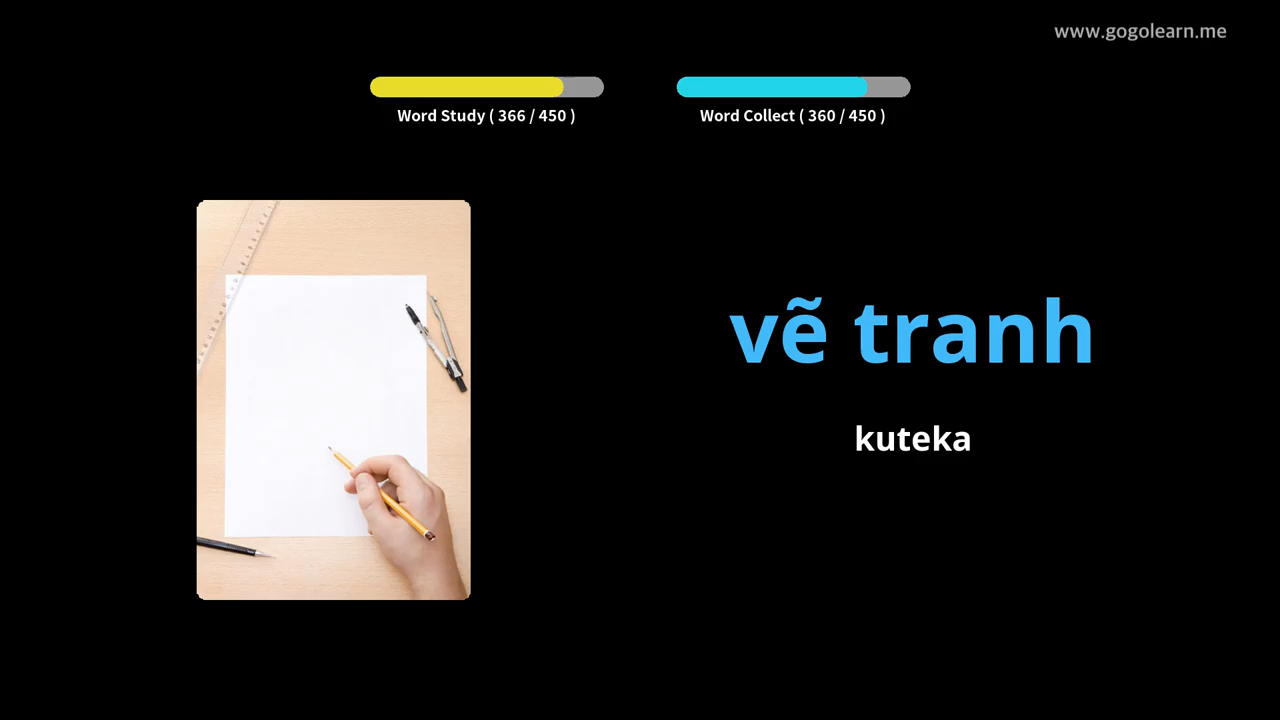 www.gogolearn.me
Word Study ( 366 / 450 )
Word Collect ( 360 / 450 )
vẽ tranh
kuteka